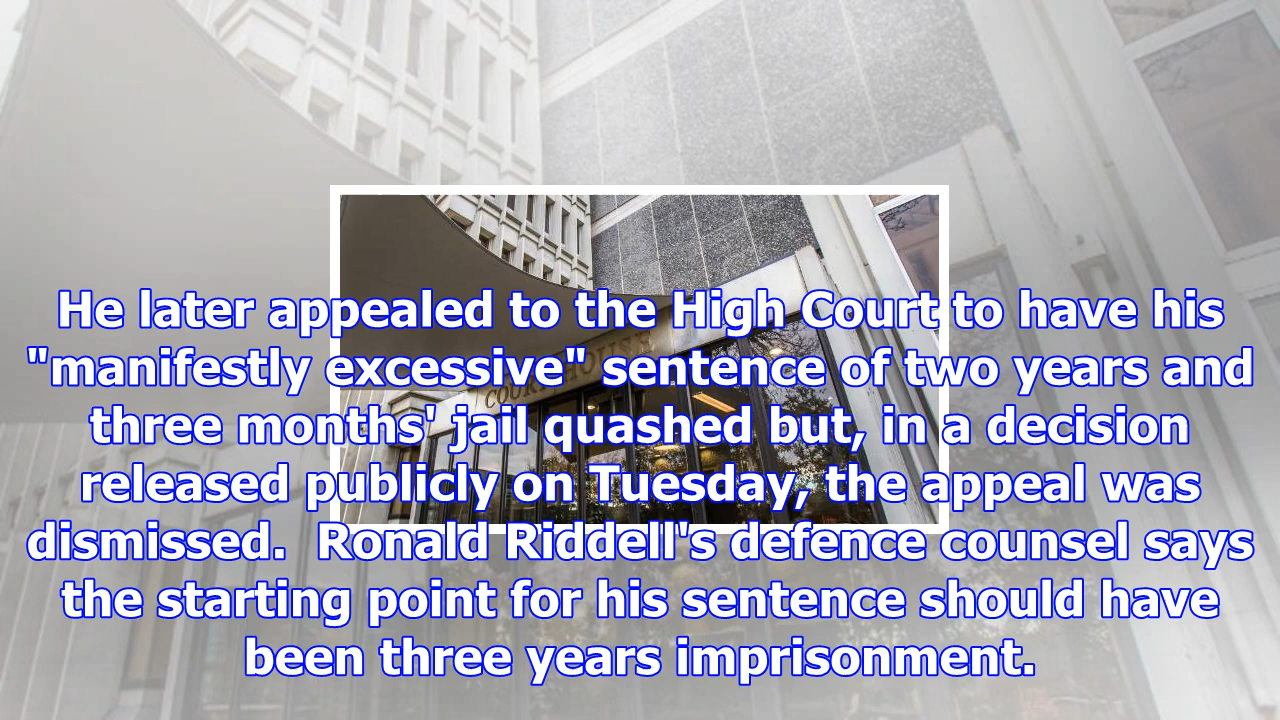 He later appealed to the High Court to have his
"manifestly excessive" sentence of two years and
three months' jail quashed but, in a decision
released publicly on Tuesday, the appeal was
dismissed.  Ronald Riddell's defence counsel says
the starting point for his sentence should have
been three years imprisonment.
COURTHOUSE